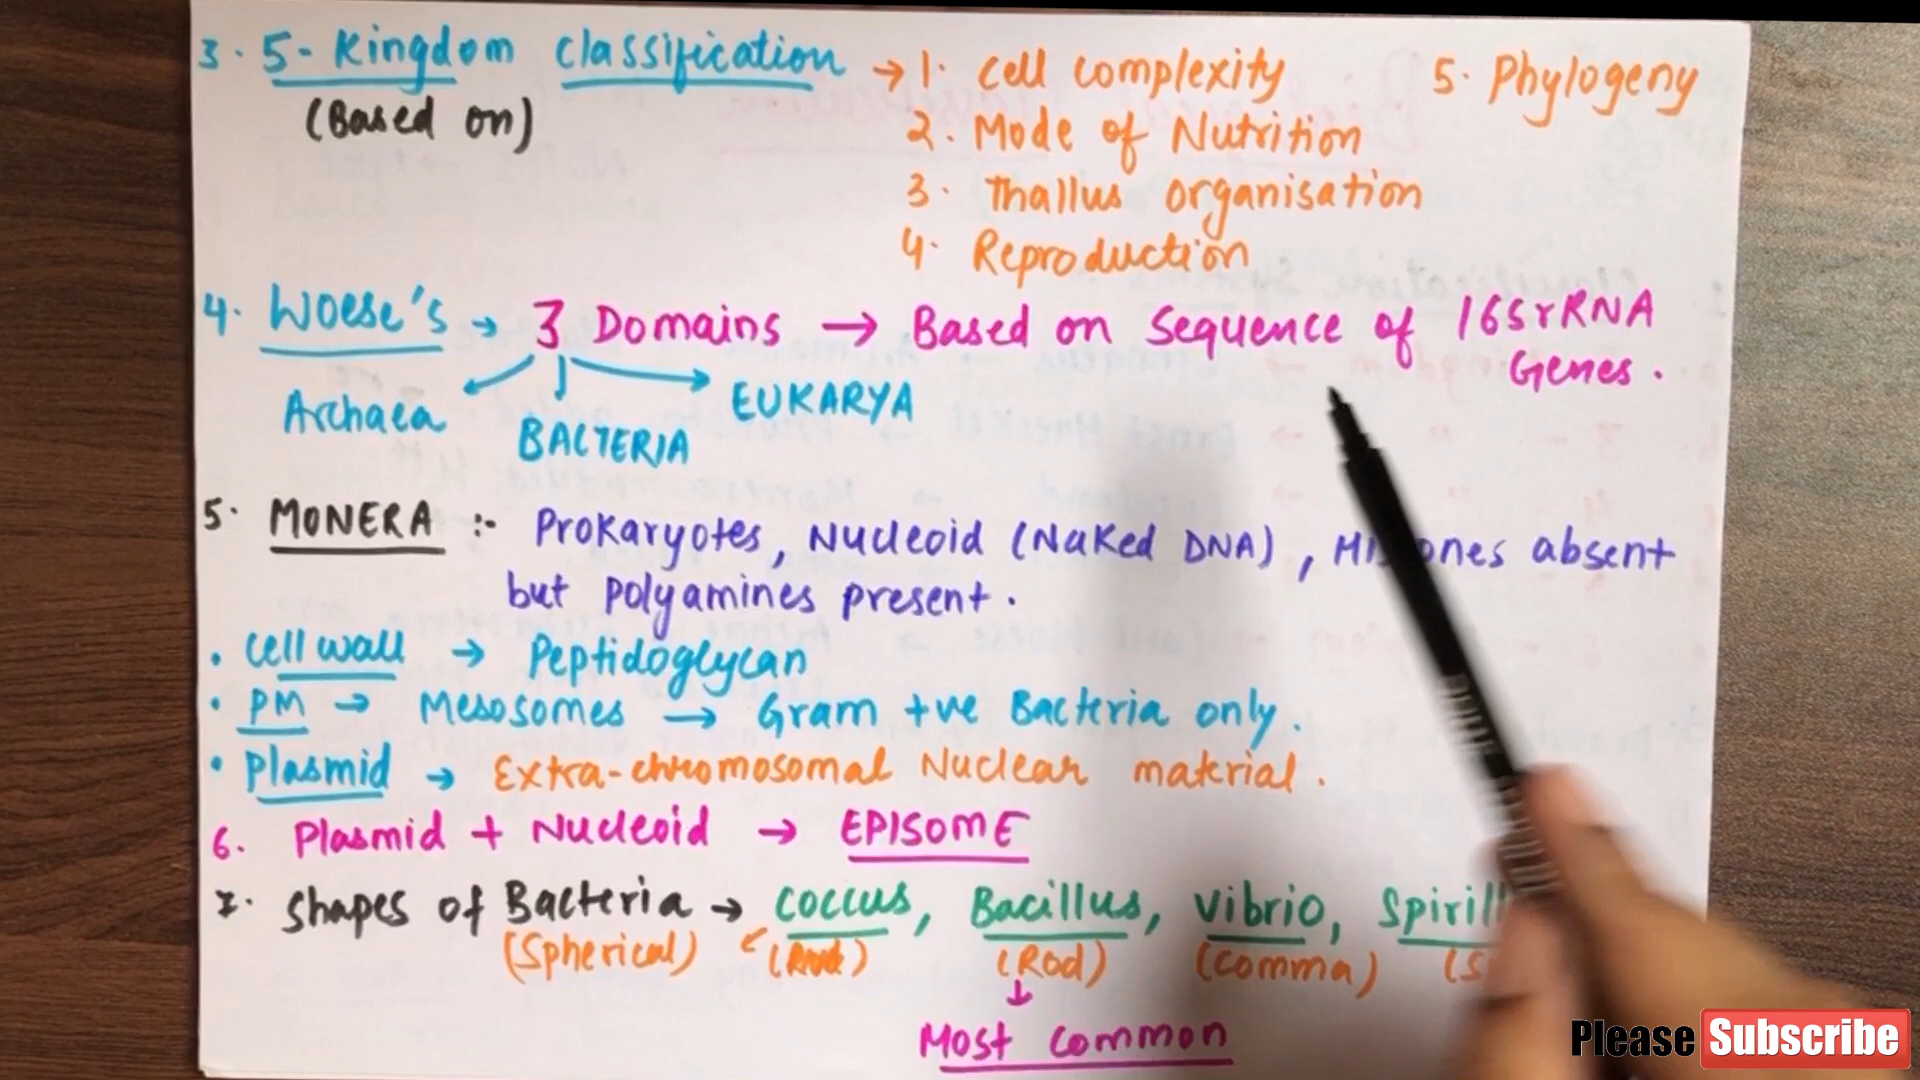 3. 5-Kingdom Classification → 1. Cell Complexity 5. Phylogeny
(Based on)
2. Mode of Nutrition
3. Thallus Organisation
4. Reproduction
4. Woese's → 3 Domains → Based on Sequence of 16SrRNA
Genes.
Archaea BACTERIA EUKARYA
5. MONERA :- Prokaryotes, Nucleoid (Naked DNA), absent
but polyamines present.
• Cell wall → Peptidoglycan
• PM → Mesosomes → Gram +ve Bacteria only.
• Plasmid → Extra-chromosomal Nuclear material.
6. Plasmid + Nucleoid → EPISOME
7. Shapes of Bacteria → Coccus, Bacillus, Vibrio,
(Spherical) (Rod) (Comma)
↓
Most Common
Please Subscribe